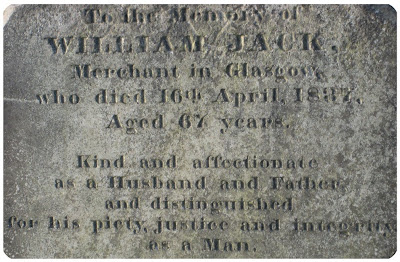 To the Memory of
WILLIAM JACK,
Merchant in Glasgow,
who died 16th April, 1837,
Aged 67 years.
Kind and affectionate
as a Husband and Father
and distinguished
for his piety, justice and integrity
as a Man.